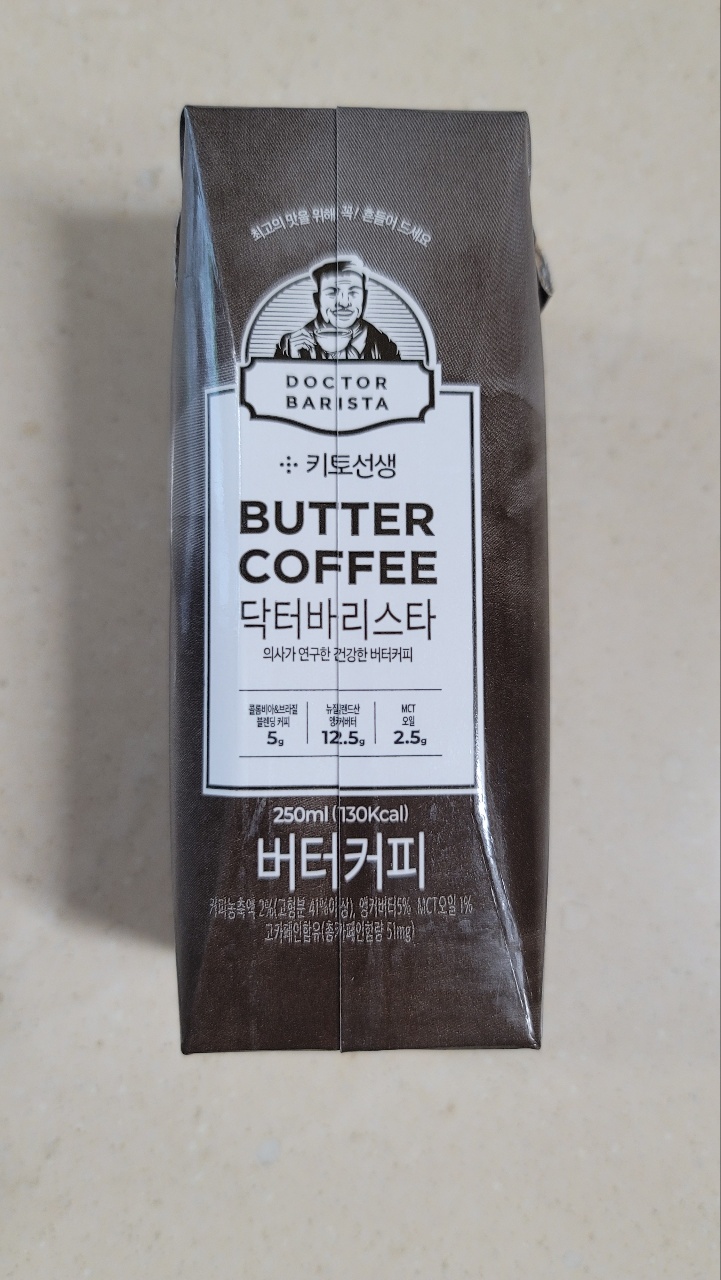 최고의 맛을 위해 꼭! 흔들어 드세요
DOCTOR
BARISTA
키토선생
BUTTER
COFFEE
닥터바리스타
의사가 연구한 건강한 버터커피
콜롬비아&브라질 뉴질랜드산 MCT
블렌딩 커피 앵커버터 오일
5g 12.5g 2.5g
250ml (130Kcal)
버터커피
커피농축액 2%(고형분 41%이상), 앵커버터5% MCT오일 1%
고카페인함유(총카페인함량 51mg)